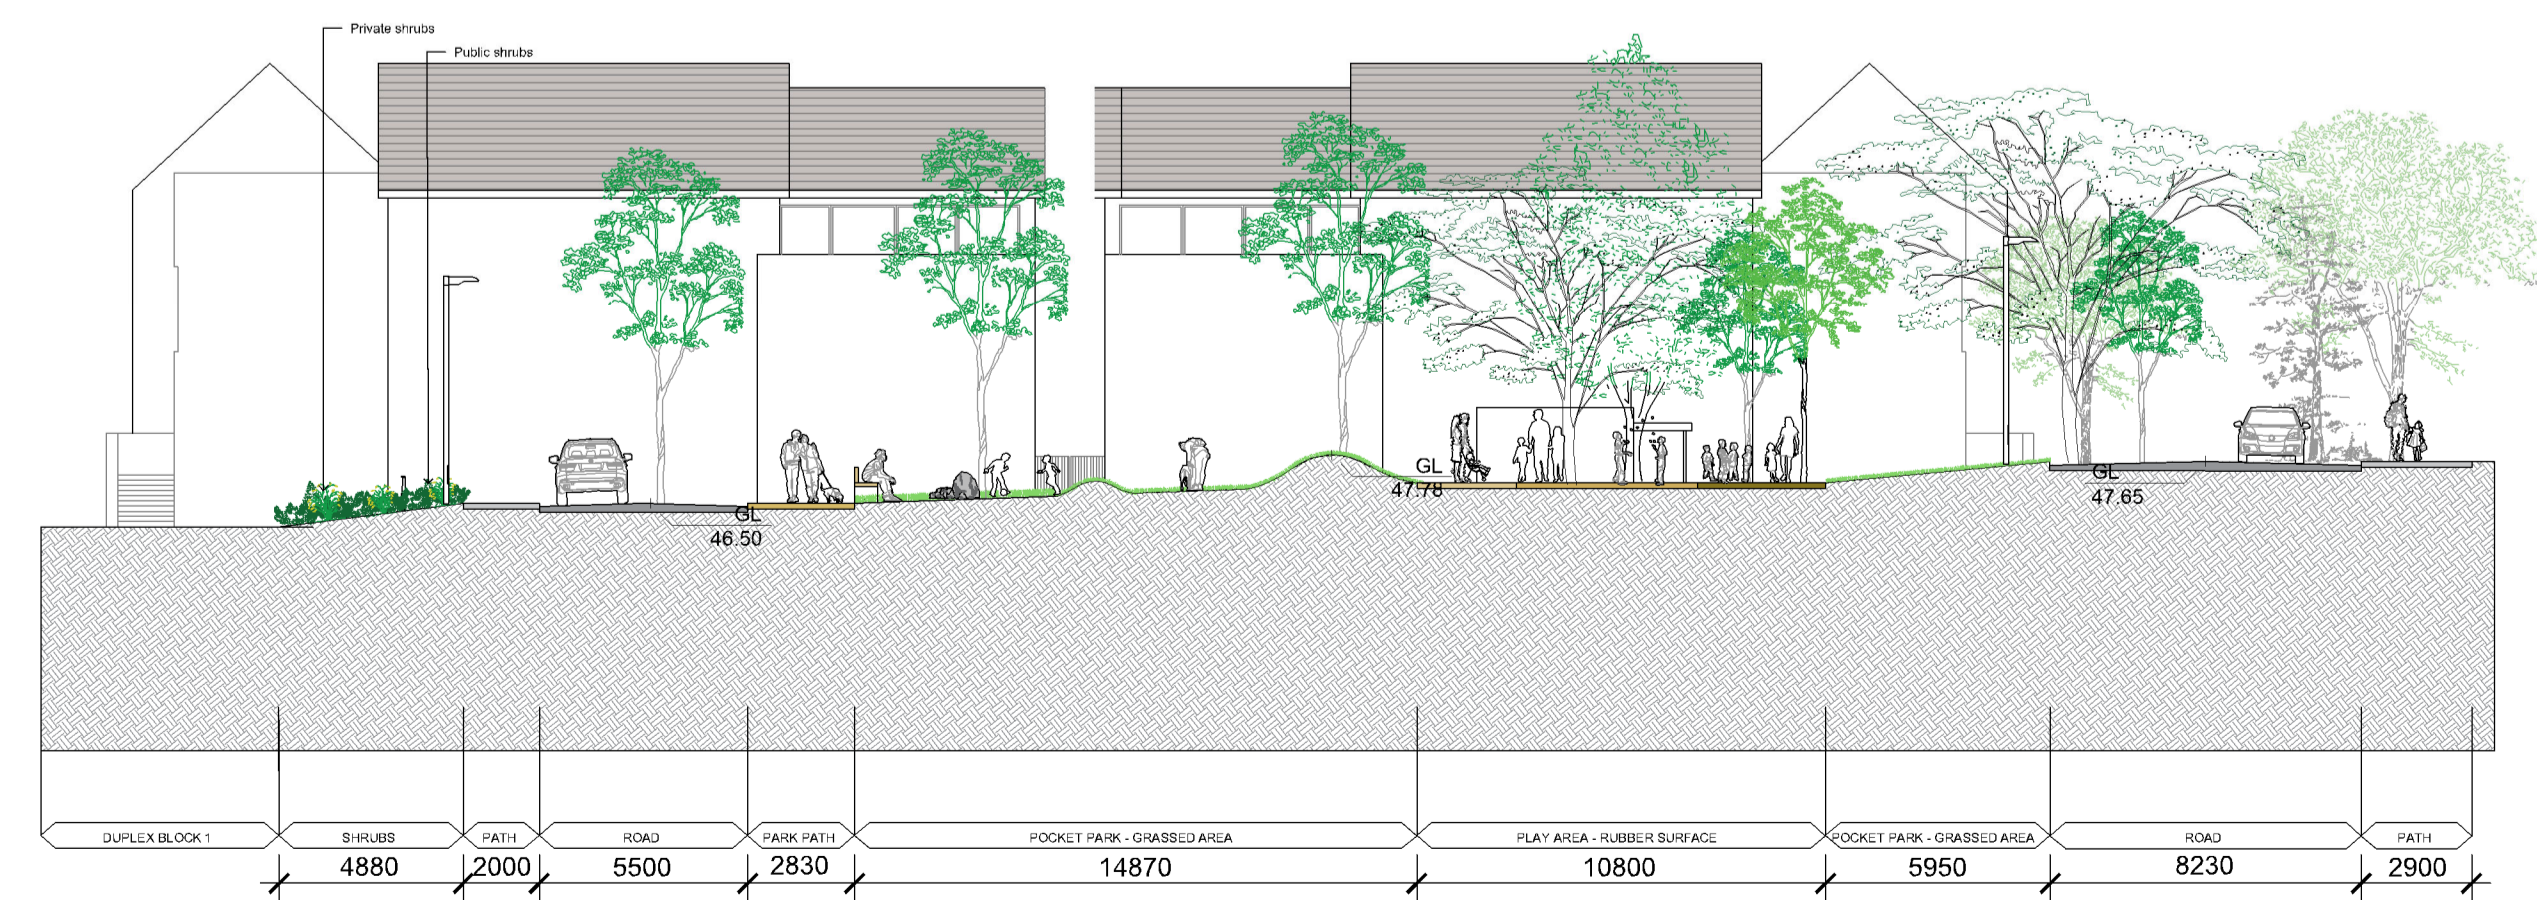 Private shrubs
Public shrubs
GL
47.78
GL
47.65
GL
46.50
DUPLEX BLOCK 1
SHRUBS
PATH
ROAD
PARK PATH
POCKET PARK - GRASSED AREA
PLAY AREA - RUBBER SURFACE
POCKET PARK - GRASSED AREA
ROAD
PATH
4880
2000
5500
2830
14870
10800
5950
8230
2900